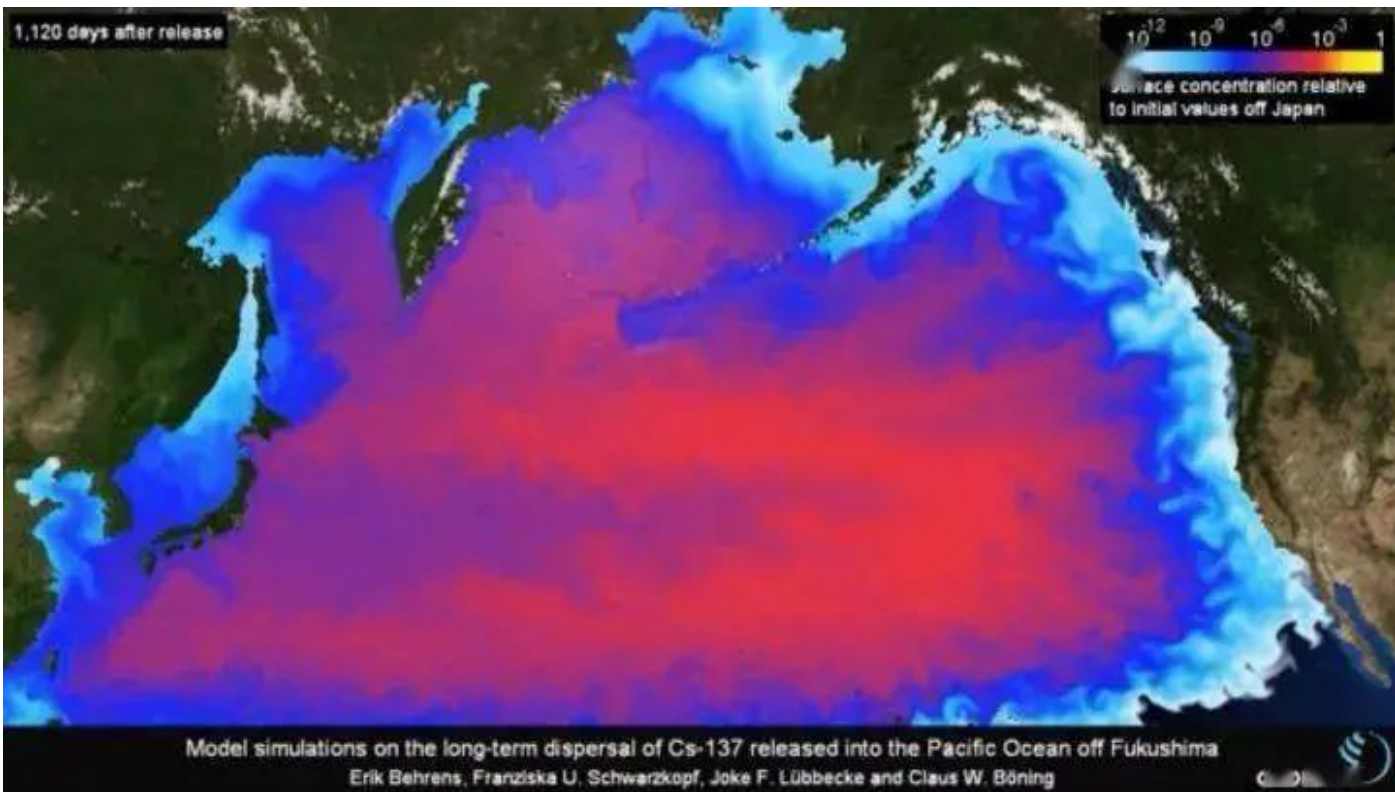 1,120 days after release
10^-12 10^-9 10^-6 10^-3 1
concentration relative
to initial values off Japan
Model simulations on the long-term dispersal of Cs-137 released into the Pacific Ocean off Fukushima
Erik Behrens, Franziska U. Schwarzkopf, Joke F. Lübbecke and Claus W. Böning